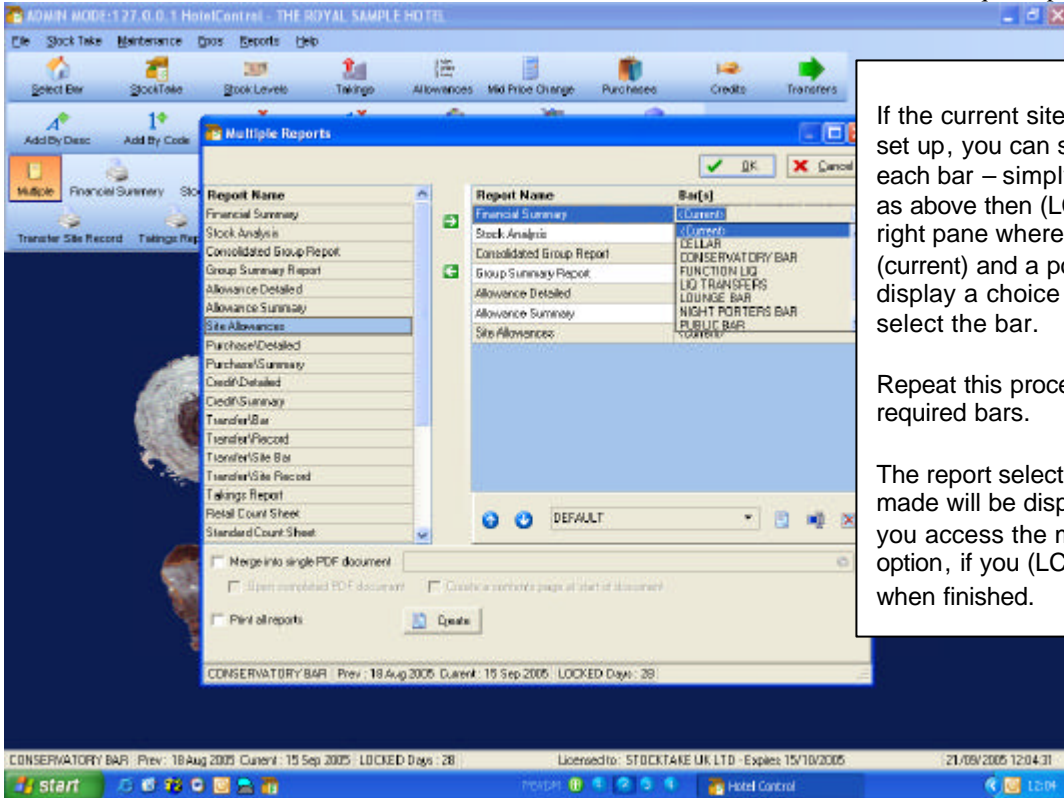 ADMIN MODE:127.0.0.1 HotelControl - THE ROYAL SAMPLE HOTEL
File Stock Take Maintenance Epos Reports Help
Select Bar StockTake Stock Levels Takings Allowances Mid Price Change Purchases Credits Transfers
Add By Desc Add By Code
Multiple Financial Summary Sto
Transfer Site Record Takings Rep
Multiple Reports
OK Cancel
Report Name
Financial Summary
Stock Analysis
Consolidated Group Report
Group Summary Report
Allowance Detailed
Allowance Summary
Site Allowances
Purchase\Detailed
Purchase\Summary
Credit\Detailed
Credit\Summary
Transfer\Bar
Transfer\Record
Transfer\Site Bar
Transfer\Site Record
Takings Report
Retail Count Sheet
Standard Count Sheet
Report Name Bar[s]
Financial Summary <Current>
Stock Analysis
Consolidated Group Report
Group Summary Report
Allowance Detailed
Allowance Summary
Site Allowances
<Current>
CELLAR
CONSERVATORY BAR
FUNCTION LIQ
LIQ TRANSFERS
LOUNGE BAR
NIGHT PORTERS BAR
PUBLIC BAR
<Current>
DEFAULT
Merge into single PDF document
Open completed PDF document Create a contents page at start of document
Print all reports Create
CONSERVATORY BAR Prev : 18 Aug 2005 Current : 15 Sep 2005 LOCKED Days : 28
If the current site
set up, you can s
each bar – simpl
as above then (LC
right pane where
(current) and a po
display a choice
select the bar.
Repeat this proce
required bars.
The report select
made will be disp
you access the m
option, if you (LC
when finished.
CONSERVATORY BAR Prev: 18 Aug 2005 Current : 15 Sep 2005 LOCKED Days : 28 Licensed to: STOCKTAKE UK LTD - Expires 15/10/2005 21/09/2005 12:04:31
start Hotel Control 12:04